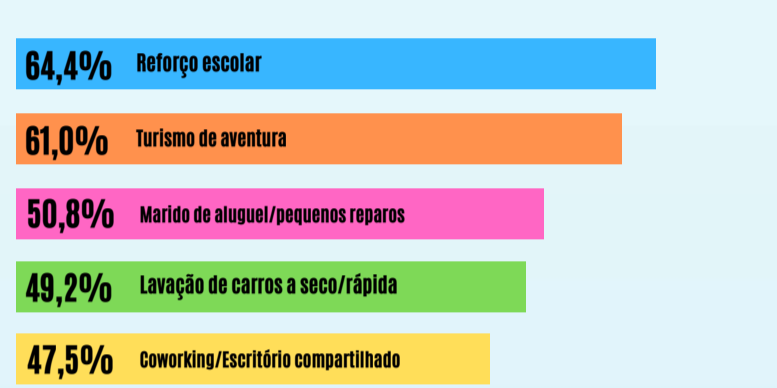 64,4% Reforço escolar
61,0% Turismo de aventura
50,8% Marido de aluguel/pequenos reparos
49,2% Lavação de carros a seco/rápida
47,5% Coworking/Escritório compartilhado